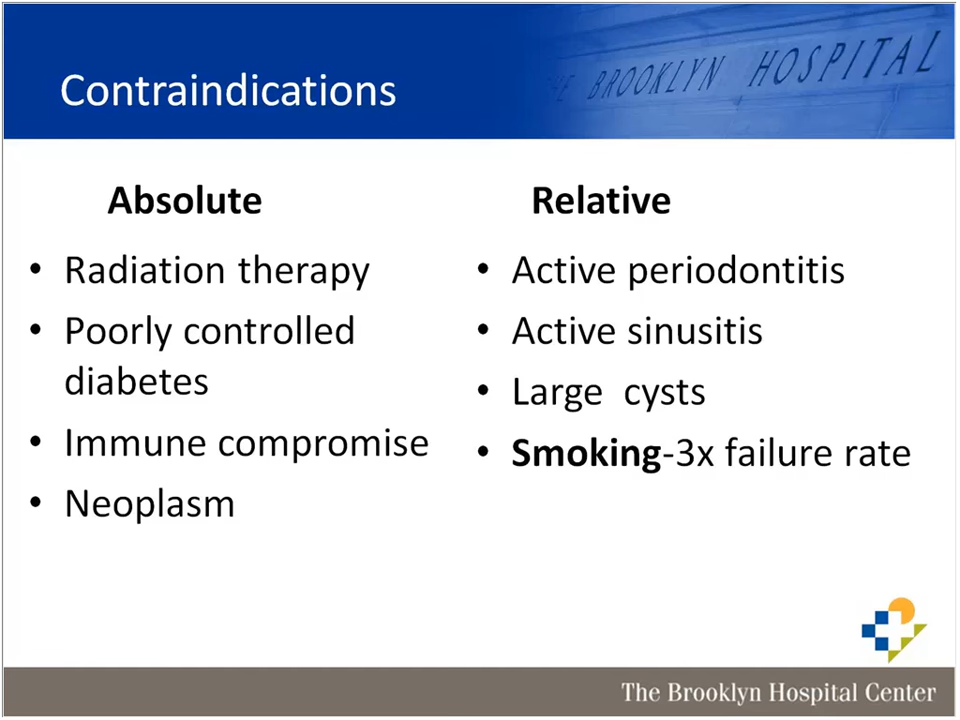 THE BROOKLYN HOSPITAL
Contraindications
Absolute
• Radiation therapy
• Poorly controlled
diabetes
• Immune compromise
• Neoplasm
Relative
• Active periodontitis
• Active sinusitis
• Large cysts
• Smoking-3x failure rate
The Brooklyn Hospital Center